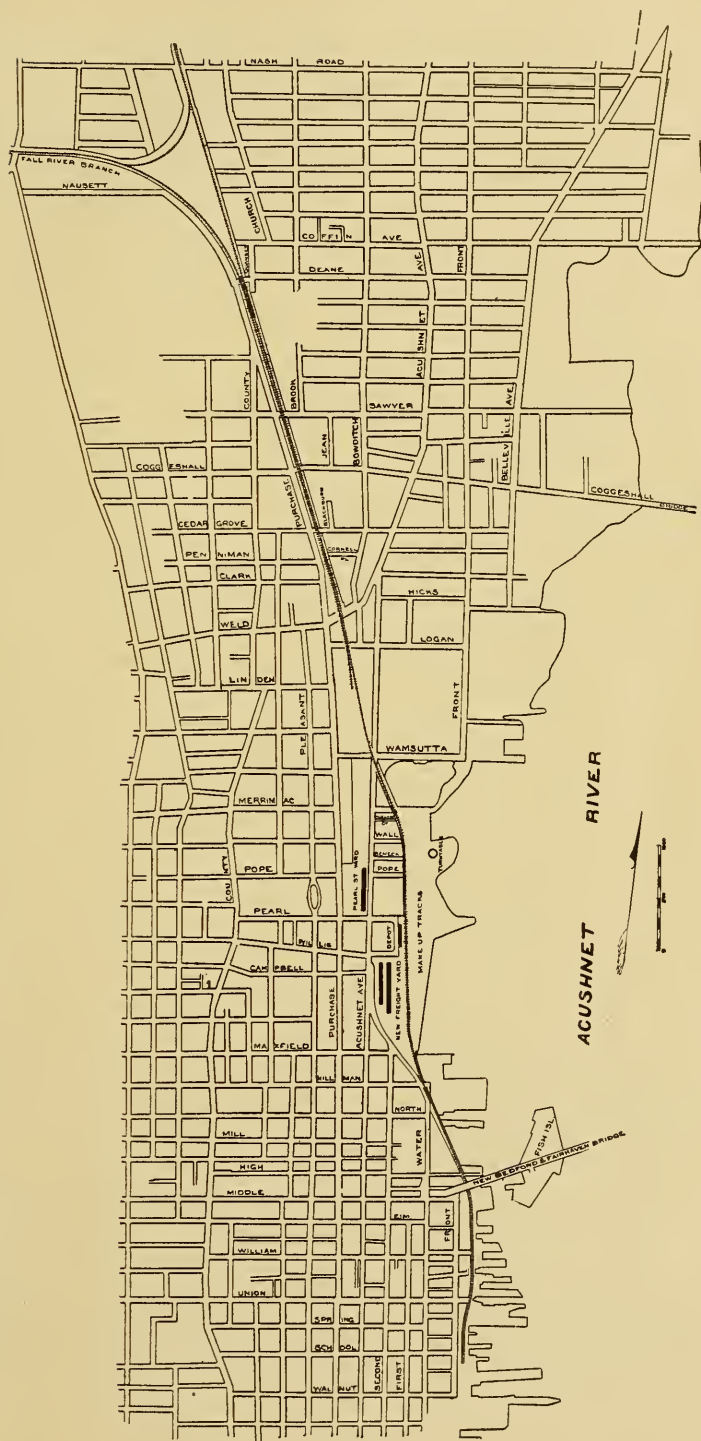 NASH ROAD
FALL RIVER BRANCH
NAUSETT
CHURCH
COFFIN AVE
DEANE
ACUSHNET AVE
FRONT
COUNTY
BROOK
SAWYER
JEAN
BOWDITCH
BELLEVILLE AVE
COGGESHALL
COGGESHALL BRIDGE
PURCHASE
BLACKBURN
CEDAR GROVE
PENNIMAN
CLARK
HICKS
WELD
LOGAN
LINDEN
FRONT
PLEASANT
WAMSUTTA
MERRIMAC
WALL
POPE
POPE
TURNTABLE
COUNTY
PEARL ST YARD
PEARL
WILLIS
DEPOT
MAKE UP TRACKS
CAMPBELL
NEW FREIGHT YARD
PURCHASE
ACUSHNET AVE
MAXFIELD
HILLMAN
NORTH
MILL
WATER
HIGH
MIDDLE
ELM
FRONT
WILLIAM
UNION
SPRING
SCHOOL
WALNUT
SECOND
FIRST
FISH ISL
NEW BEDFORD & FAIRHAVEN BRIDGE
ACUSHNET RIVER